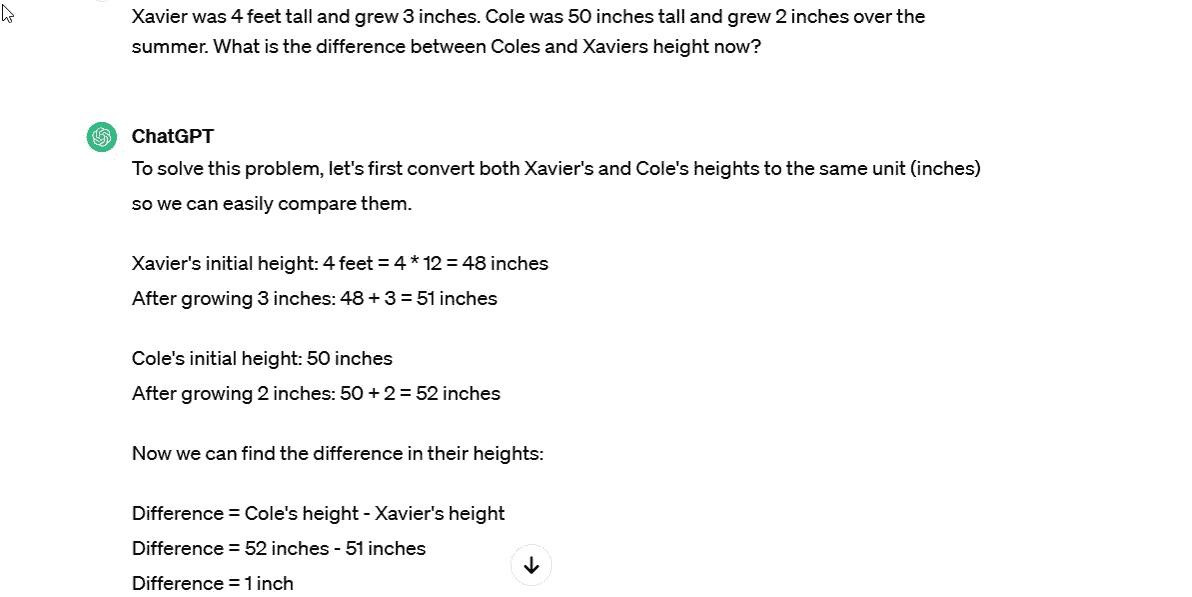 Xavier was 4 feet tall and grew 3 inches. Cole was 50 inches tall and grew 2 inches over the
summer. What is the difference between Coles and Xaviers height now?
ChatGPT
To solve this problem, let's first convert both Xavier's and Cole's heights to the same unit (inches)
so we can easily compare them.
Xavier's initial height: 4 feet = 4 * 12 = 48 inches
After growing 3 inches: 48 + 3 = 51 inches
Cole's initial height: 50 inches
After growing 2 inches: 50 + 2 = 52 inches
Now we can find the difference in their heights:
Difference = Cole's height - Xavier's height
Difference = 52 inches - 51 inches
Difference = 1 inch